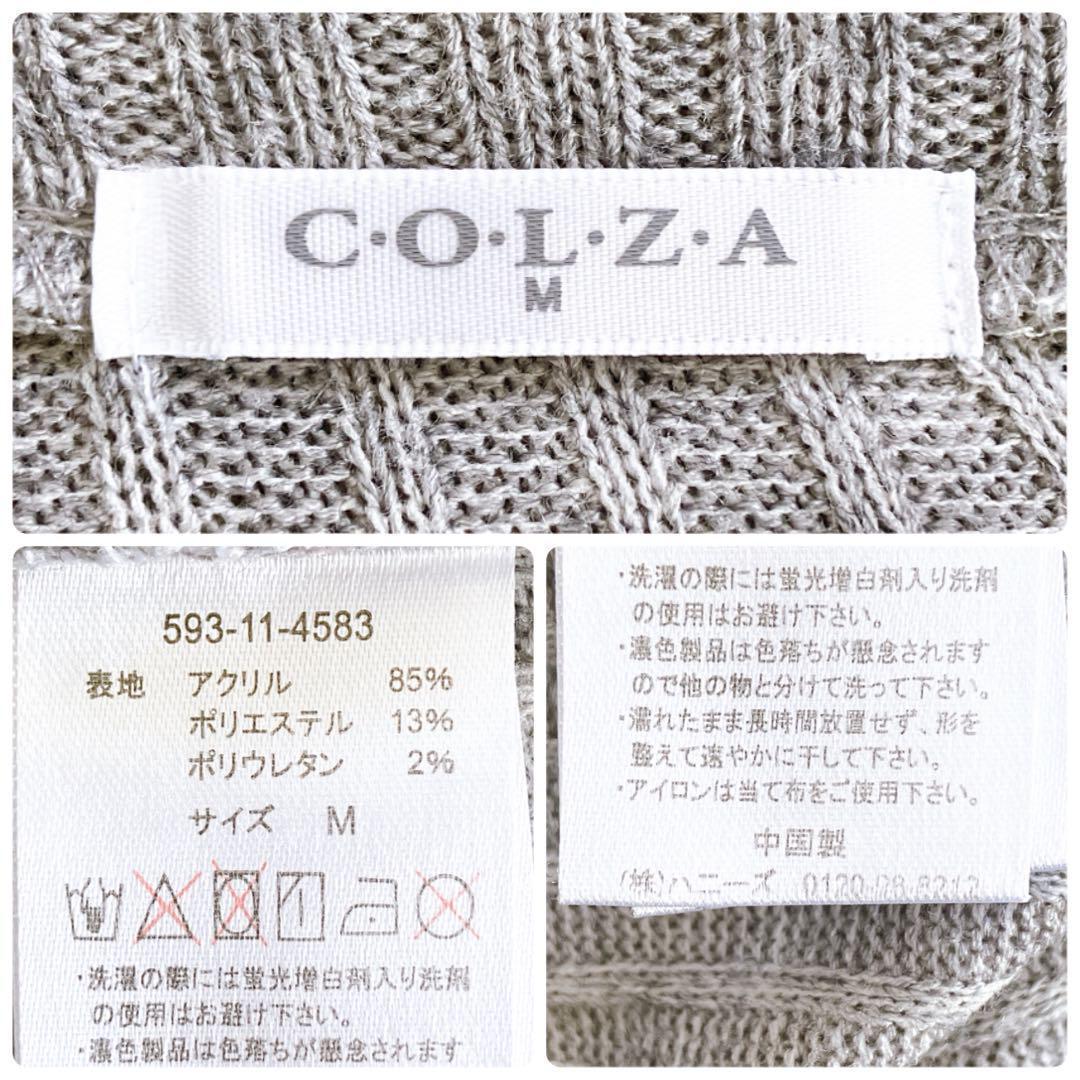 C·O·L·Z·A
M
593-11-4583
表地 アクリル 85%
ポリエステル 13%
ポリウレタン 2%
サイズ M
・洗濯の際には蛍光増白剤入り洗剤
の使用はお避け下さい。
・濃色製品は色落ちが懸念されます
・洗濯の際には蛍光増白剤入り洗剤
の使用はお避け下さい。
・濃色製品は色落ちが懸念されます
ので他の物と分けて洗って下さい。
・濡れたまま長時間放置せず、形を
整えて速やかに干して下さい。
・アイロンは当て布をご使用下さい。
中国製
(株)ハニーズ